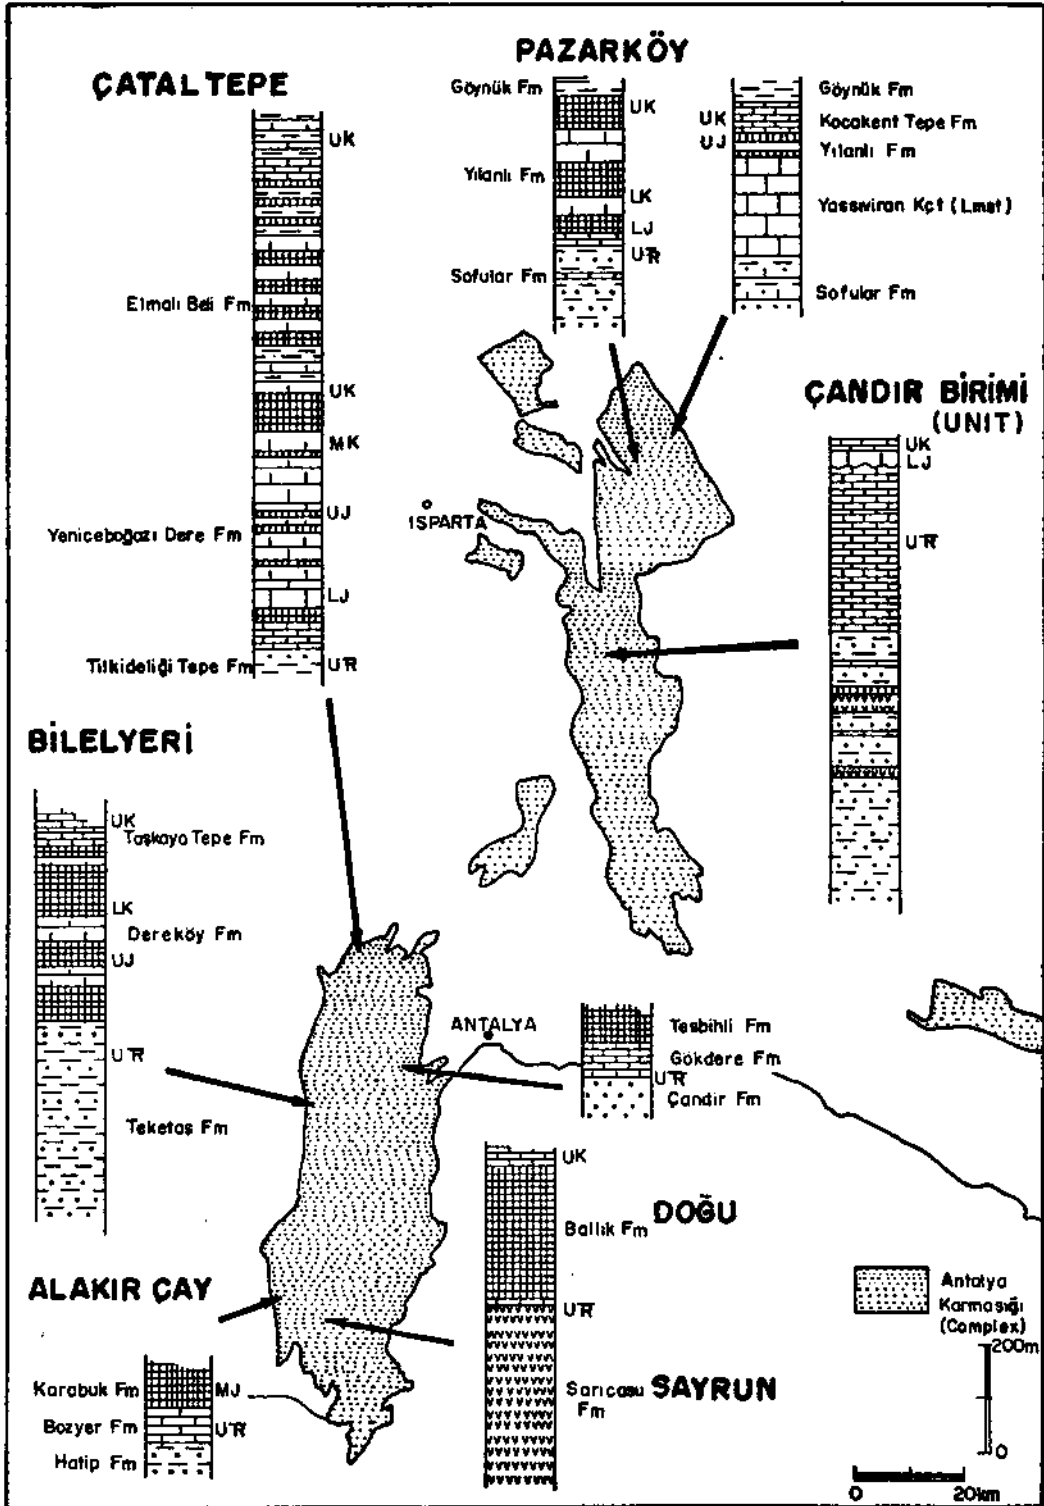 PAZARKÖY
ÇATAL TEPE
UK
Elmalı Beli Fm
UK
MK
UJ
Yeniceboğazı Dere Fm
LJ
Tilkideliği Tepe Fm
UTR
Göynük Fm
UK
Yılanlı Fm
LK
LJ
UTR
Sofular Fm
Göynük Fm
UK
Kocakent Tepe Fm
UJ
Yılanlı Fm
Yassıviran Kçt (Lmst)
Sofular Fm
ÇANDIR BİRİMİ
(UNIT)
UK
LJ
UTR
ISPARTA
BİLELYERİ
UK
Taşkaya Tepe Fm
LK
Dereköy Fm
UJ
UTR
Teketaş Fm
ANTALYA
Tesbihli Fm
Gökdere Fm
UTR
Çandır Fm
UK
Ballık Fm
DOĞU
UTR
Sarıcasu
Fm
SAYRUN
ALAKIR ÇAY
Karabuk Fm
MJ
Bozyer Fm
UTR
Hatip Fm
Antalya
Karmaşığı
(Complex)
200m
0
0
20km